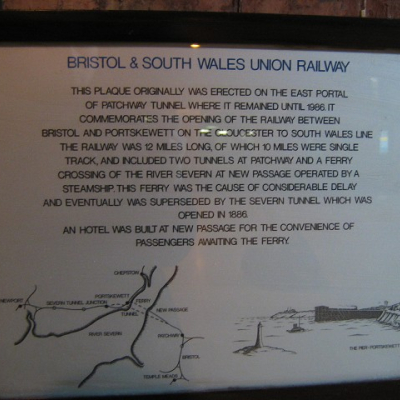 BRISTOL & SOUTH WALES UNION RAILWAY
THIS PLAQUE ORIGINALLY WAS ERECTED ON THE EAST PORTAL
OF PATCHWAY TUNNEL WHERE IT REMAINED UNTIL 1986. IT
COMMEMORATES THE OPENING OF THE RAILWAY BETWEEN
BRISTOL AND PORTSKEWETT ON THE GLOUCESTER TO SOUTH WALES LINE
THE RAILWAY WAS 12 MILES LONG, OF WHICH 10 MILES WERE SINGLE
TRACK, AND INCLUDED TWO TUNNELS AT PATCHWAY AND A FERRY
CROSSING OF THE RIVER SEVERN AT NEW PASSAGE OPERATED BY A
STEAMSHIP. THIS FERRY WAS THE CAUSE OF CONSIDERABLE DELAY
AND EVENTUALLY WAS SUPERSEDED BY THE SEVERN TUNNEL WHICH WAS
OPENED IN 1886.
AN HOTEL WAS BUILT AT NEW PASSAGE FOR THE CONVENIENCE OF
PASSENGERS AWAITING THE FERRY.
CHEPSTOW
PORTSKEWETT
NEWPORT
SEVERN TUNNEL JUNCTION
FERRY
TUNNEL
NEW PASSAGE
RIVER SEVERN
PATCHWAY
BRISTOL
TEMPLE MEADS
THE PIER - PORTSKEWETT